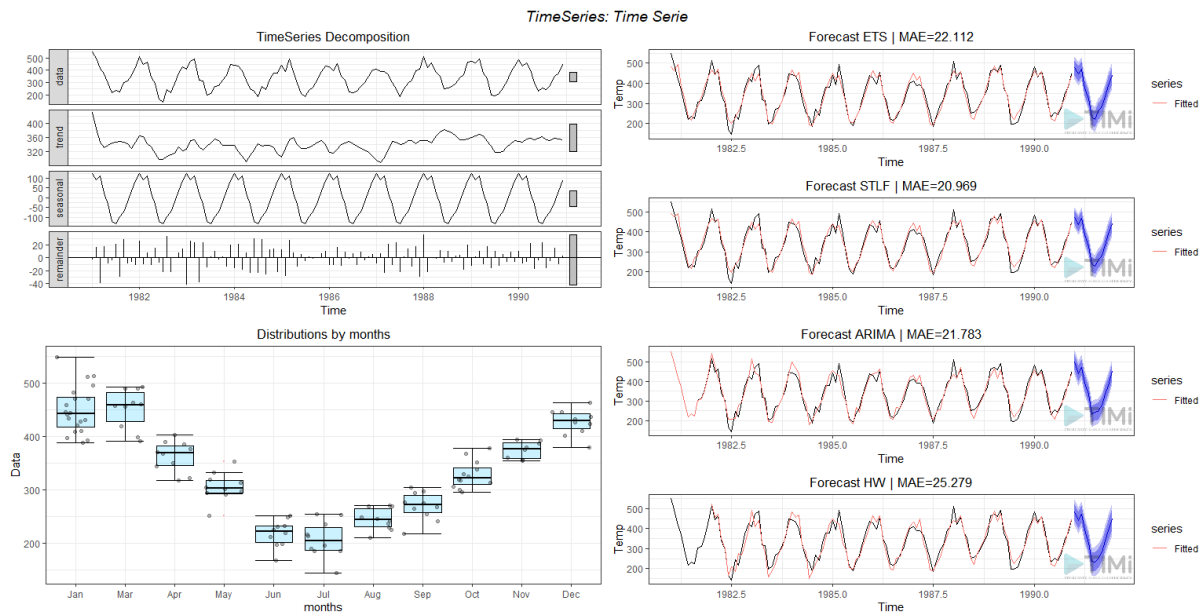 TimeSeries: Time Serie
TimeSeries Decomposition
data
500
400
300
200
trend
400
360
320
seasonal
100
50
0
-50
-100
remainder
20
0
-20
-40
1982 1984 1986 1988 1990
Time
Distributions by months
Data
500
400
300
200
Jan Mar Apr May Jun Jul Aug Sep Oct Nov Dec
months
Forecast ETS | MAE=22.112
Temp
500
400
300
200
1982.5 1985.0 1987.5 1990.0
Time
series
Fitted
TIMi
Forecast STLF | MAE=20.969
Temp
500
400
300
200
1982.5 1985.0 1987.5 1990.0
Time
series
Fitted
TIMi
Forecast ARIMA | MAE=21.783
Temp
500
400
300
200
1982.5 1985.0 1987.5 1990.0
Time
series
Fitted
TIMi
Forecast HW | MAE=25.279
Temp
500
400
300
200
1982.5 1985.0 1987.5 1990.0
Time
series
Fitted
TIMi